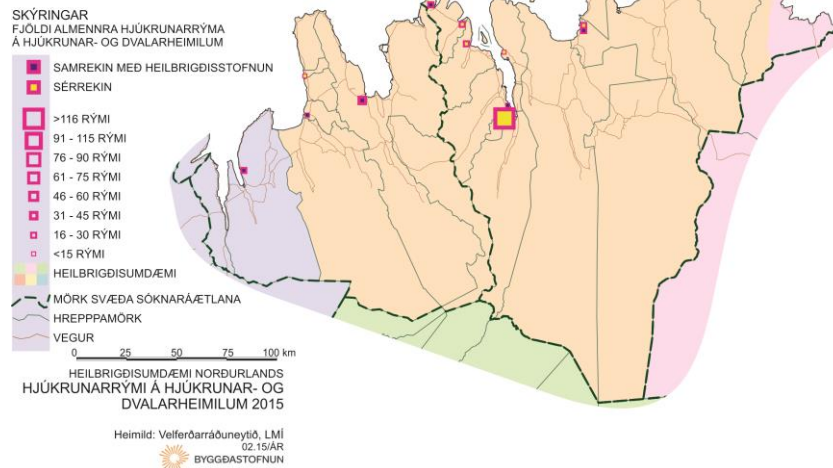 SKÝRINGAR
FJÖLDI ALMENNRA HJÚKRUNARRÝMA
Á HJÚKRUNAR- OG DVALARHEIMILUM
SAMREKIN MEÐ HEILBRIGÐISSTOFNUN
SÉRREKIN
>116 RÝMI
91 - 115 RÝMI
76 - 90 RÝMI
61 - 75 RÝMI
46 - 60 RÝMI
31 - 45 RÝMI
16 - 30 RÝMI
<15 RÝMI
HEILBRIGÐISUMDÆMI
MÖRK SVÆÐA SÓKNARÁÆTLANA
HREPPPAMÖRK
VEGUR
0 25 50 75 100 km
HEILBRIGÐISUMDÆMI NORÐURLANDS
HJÚKRUNARRÝMI Á HJÚKRUNAR- OG
DVALARHEIMILUM 2015
Heimild: Velferðarráðuneytið, LMÍ
02.15/ÁR
BYGGÐASTOFNUN